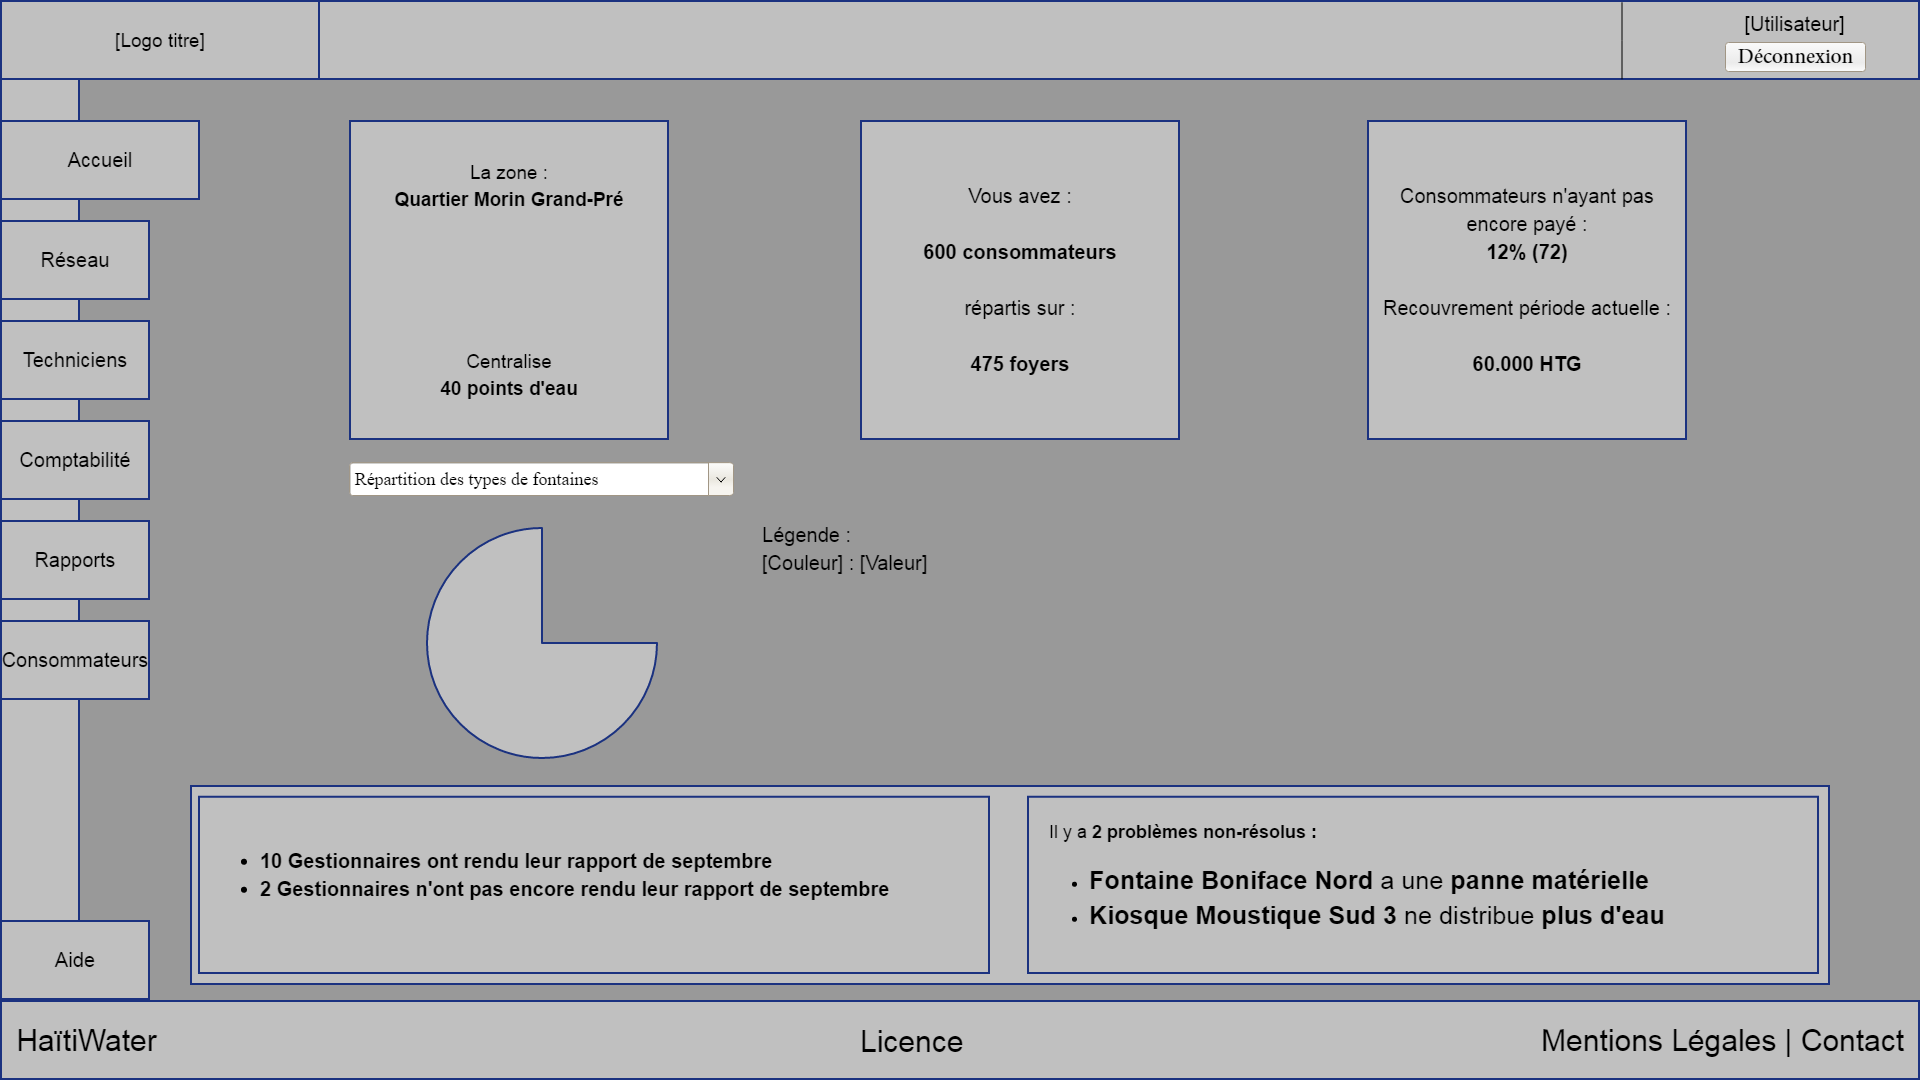 [Logo titre]
[Utilisateur]
Déconnexion
Accueil
Réseau
Techniciens
Comptabilité
Rapports
Consommateurs
Aide
La zone :
Quartier Morin Grand-Pré
Centralise
40 points d'eau
Vous avez :
600 consommateurs
répartis sur :
475 foyers
Consommateurs n'ayant pas
encore payé :
12% (72)
Recouvrement période actuelle :
60.000 HTG
Répartition des types de fontaines
Légende :
[Couleur] : [Valeur]
• 10 Gestionnaires ont rendu leur rapport de septembre
• 2 Gestionnaires n'ont pas encore rendu leur rapport de septembre
Il y a 2 problèmes non-résolus :
• Fontaine Boniface Nord a une panne matérielle
• Kiosque Moustique Sud 3 ne distribue plus d'eau
HaïtiWater
Licence
Mentions Légales | Contact